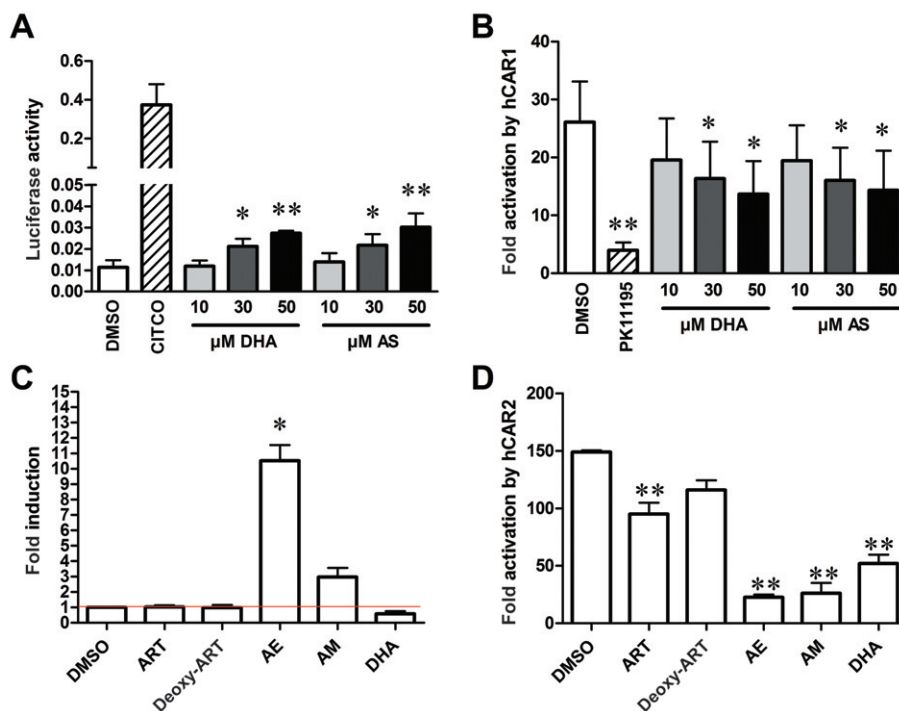 A
Luciferase activity
0.6
0.4
0.2
0.05
0.04
0.03
0.02
0.01
0.00
* ** * **
DMSO
CITCO
10 30 50 10 30 50
µM DHA µM AS
B
Fold activation by hCAR1
40
30
20
10
0
** * * * *
DMSO
PK11195
10 30 50 10 30 50
µM DHA µM AS
C
Fold induction
15
14
13
12
11
10
9
8
7
6
5
4
3
2
1
0
*
DMSO
ART
Deoxy-ART
AE
AM
DHA
D
Fold activation by hCAR2
200
150
100
50
0
** ** ** **
DMSO
ART
Deoxy-ART
AE
AM
DHA